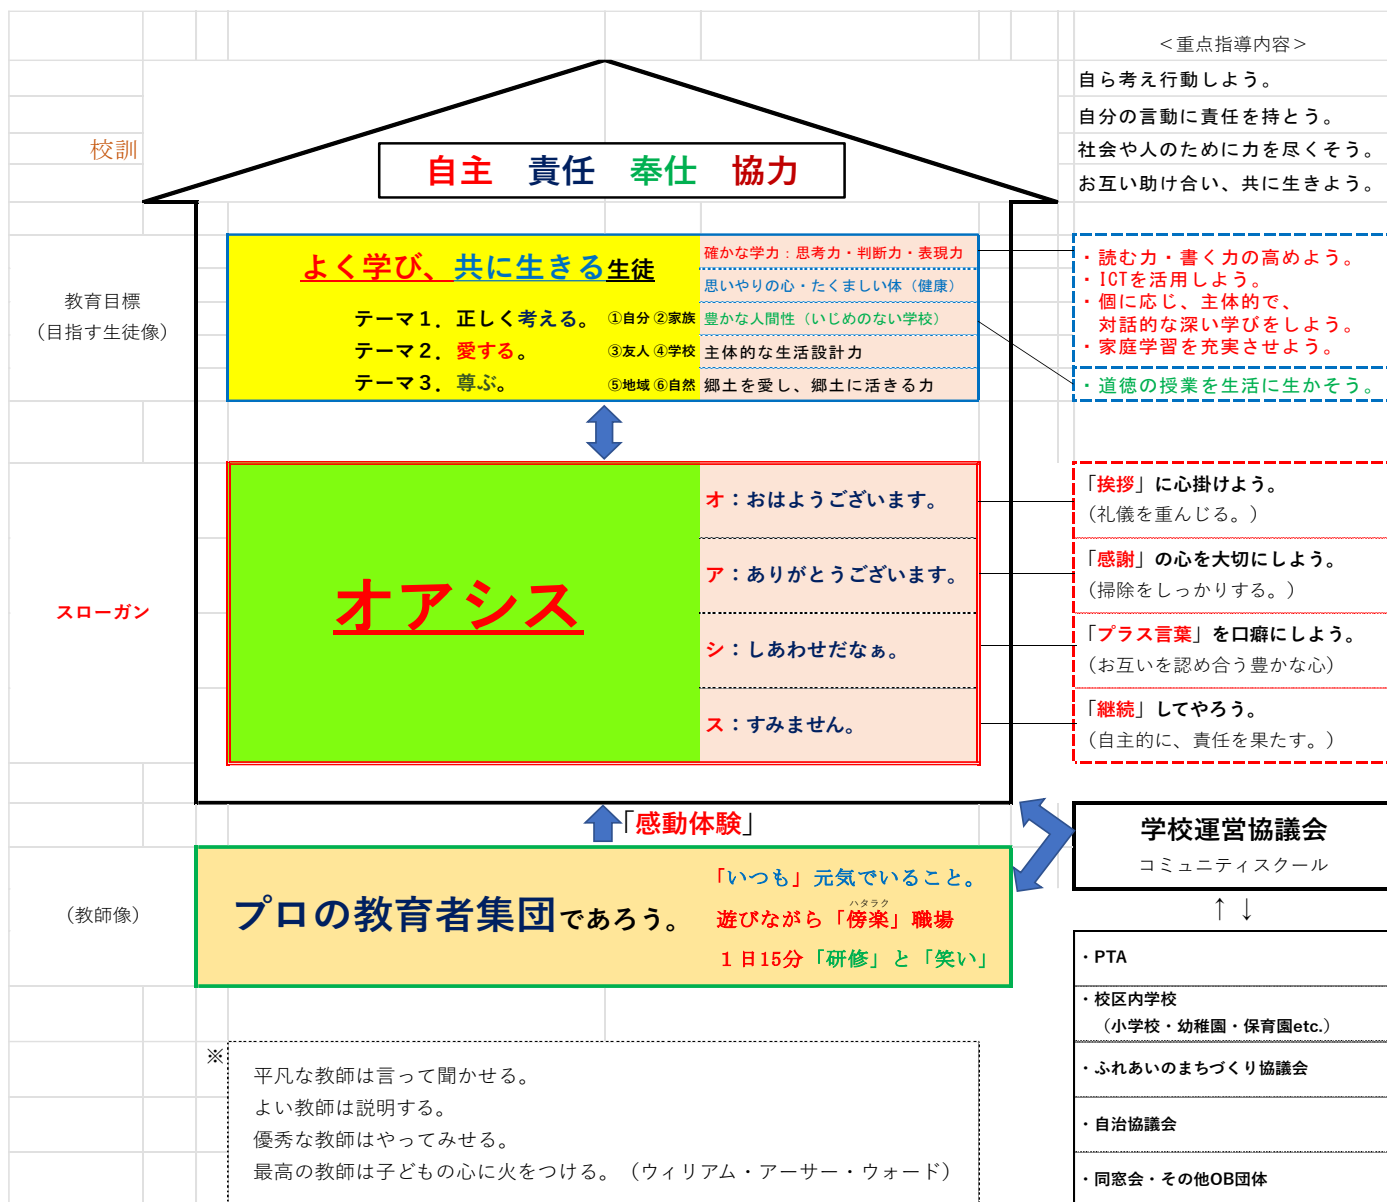 ＜重点指導内容＞
自ら考え行動しよう。
自分の言動に責任を持とう。
校訓
社会や人のために力を尽くそう。
自主　責任　奉仕　協力
お互い助け合い、共に生きよう。
教育目標
（目指す生徒像）
よく学び、共に生きる生徒
テーマ１．正しく考える。 ①自分 ②家族
テーマ２．愛する。 ③友人 ④学校
テーマ３．尊ぶ。 ⑤地域 ⑥自然
確かな学力：思考力・判断力・表現力
思いやりの心・たくましい体（健康）
豊かな人間性（いじめのない学校）
主体的な生活設計力
郷土を愛し、郷土に活きる力
・読む力・書く力の高めよう。
・ICTを活用しよう。
・個に応じ、主体的で、
対話的な深い学びをしよう。
・家庭学習を充実させよう。
・道徳の授業を生活に生かそう。
スローガン
オアシス
オ：おはようございます。
ア：ありがとうございます。
シ：しあわせだなぁ。
ス：すみません。
「挨拶」に心掛けよう。
（礼儀を重んじる。）
「感謝」の心を大切にしよう。
（掃除をしっかりする。）
「プラス言葉」を口癖にしよう。
（お互いを認め合う豊かな心）
「継続」してやろう。
（自主的に、責任を果たす。）
「感動体験」
（教師像）
プロの教育者集団であろう。
「いつも」元気でいること。
ハタラク
遊びながら「傍楽」職場
１日15分「研修」と「笑い」
学校運営協議会
コミュニティスクール
↑ ↓
・PTA
・校区内学校
（小学校・幼稚園・保育園etc.）
・ふれあいのまちづくり協議会
・自治協議会
・同窓会・その他OB団体
※
平凡な教師は言って聞かせる。
よい教師は説明する。
優秀な教師はやってみせる。
最高の教師は子どもの心に火をつける。（ウィリアム・アーサー・ウォード）